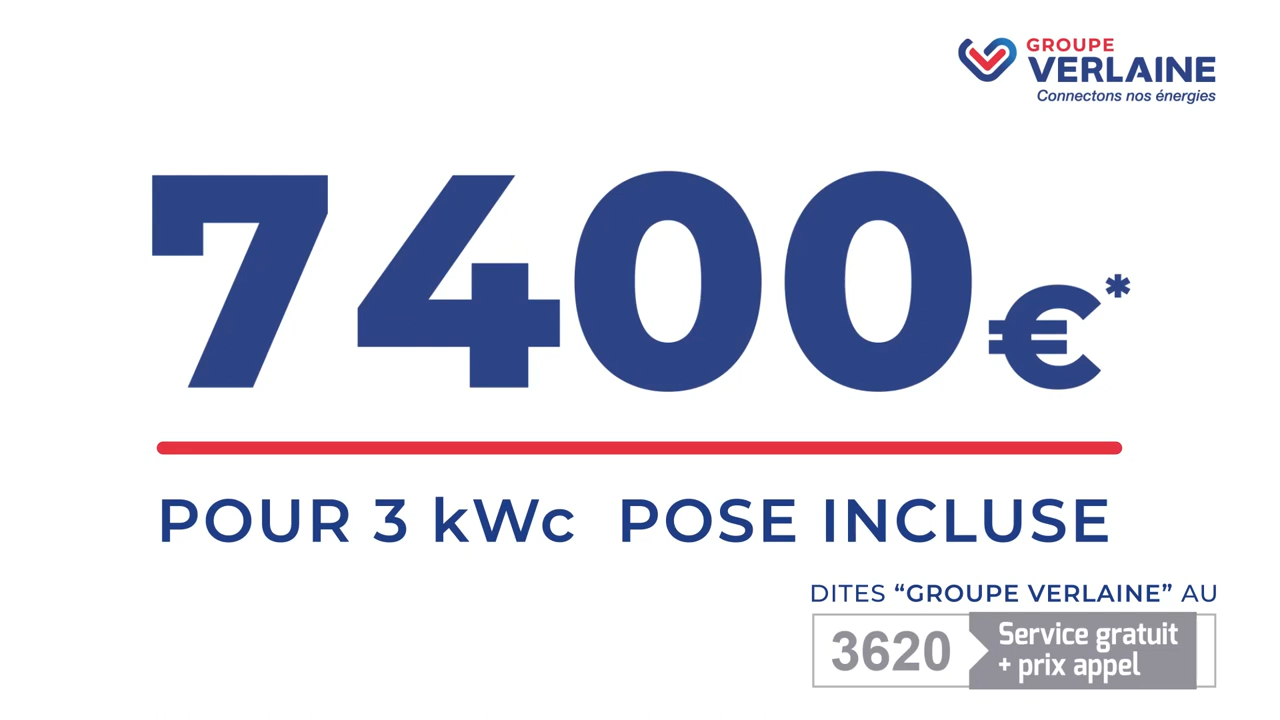 GROUPE
VERLAINE
Connectons nos énergies
7400€*
POUR 3 kWc POSE INCLUSE
DITES “GROUPE VERLAINE” AU
3620
Service gratuit
+ prix appel